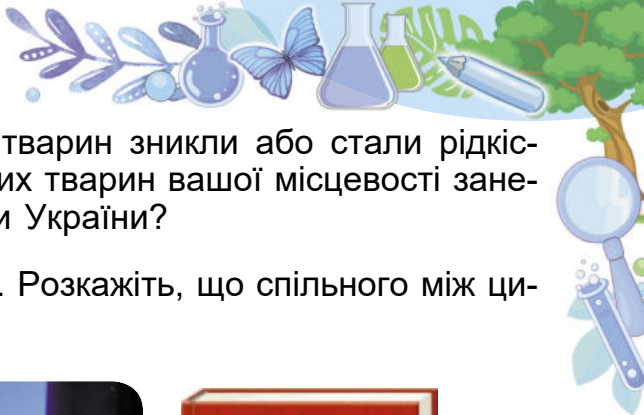 тварин зникли або стали рідкіс-
их тварин вашої місцевості зане-
и України?
. Розкажіть, що спільного між ци-